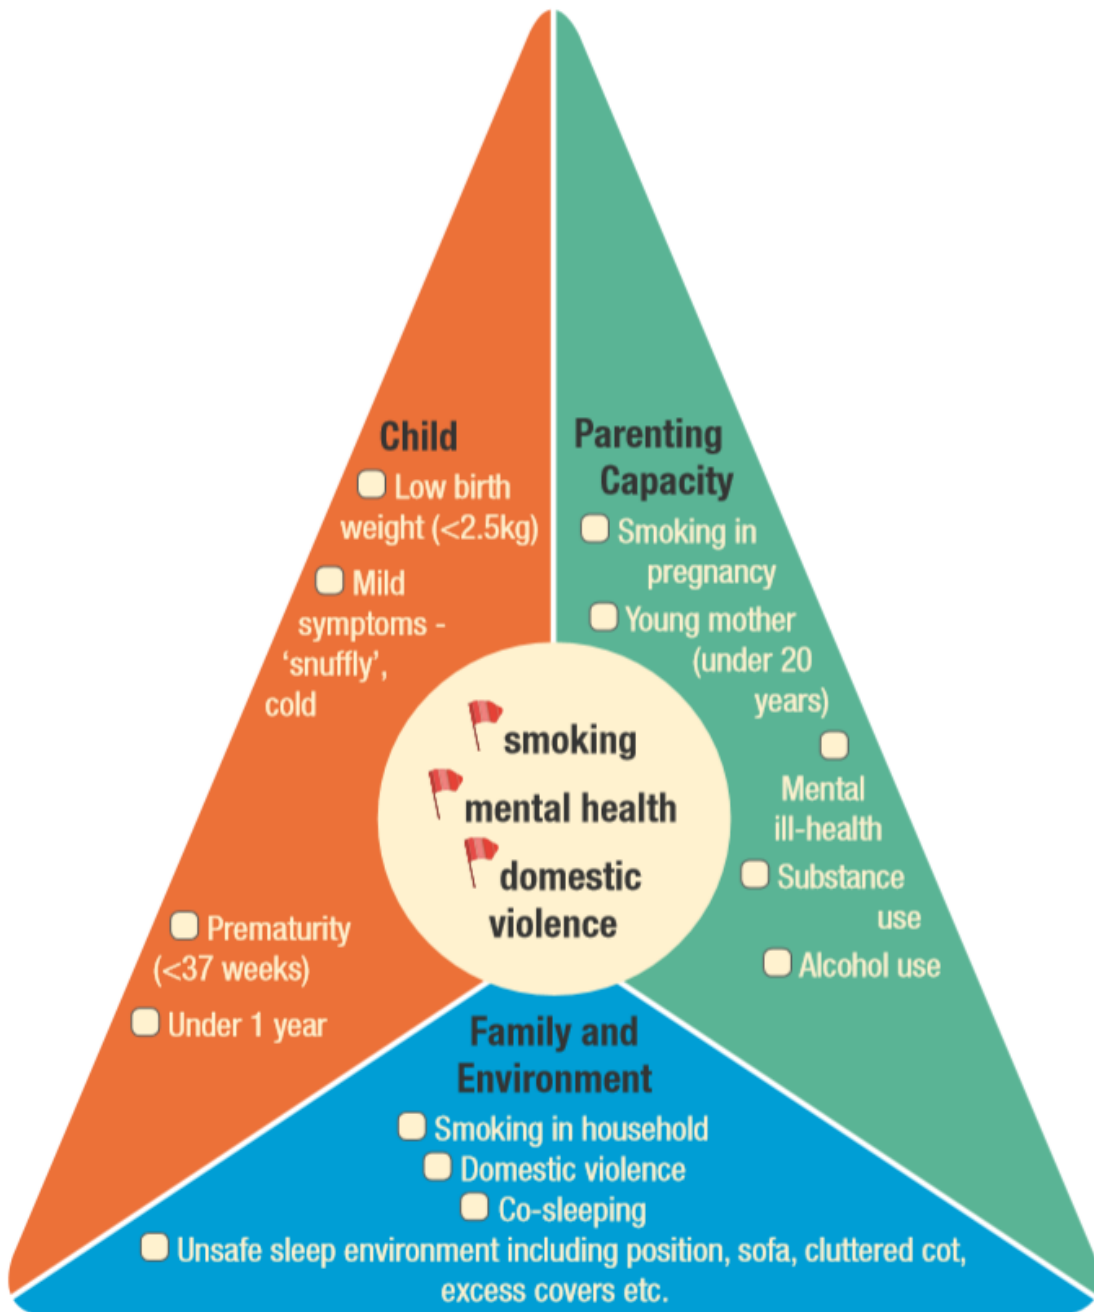 Child
Low birth
weight (<2.5kg)
Mild
symptoms -
‘snuffly’,
cold
Prematurity
(<37 weeks)
Under 1 year
Parenting
Capacity
Smoking in
pregnancy
Young mother
(under 20
years)
Mental
ill-health
Substance
use
Alcohol use
smoking
mental health
domestic
violence
Family and
Environment
Smoking in household
Domestic violence
Co-sleeping
Unsafe sleep environment including position, sofa, cluttered cot,
excess covers etc.